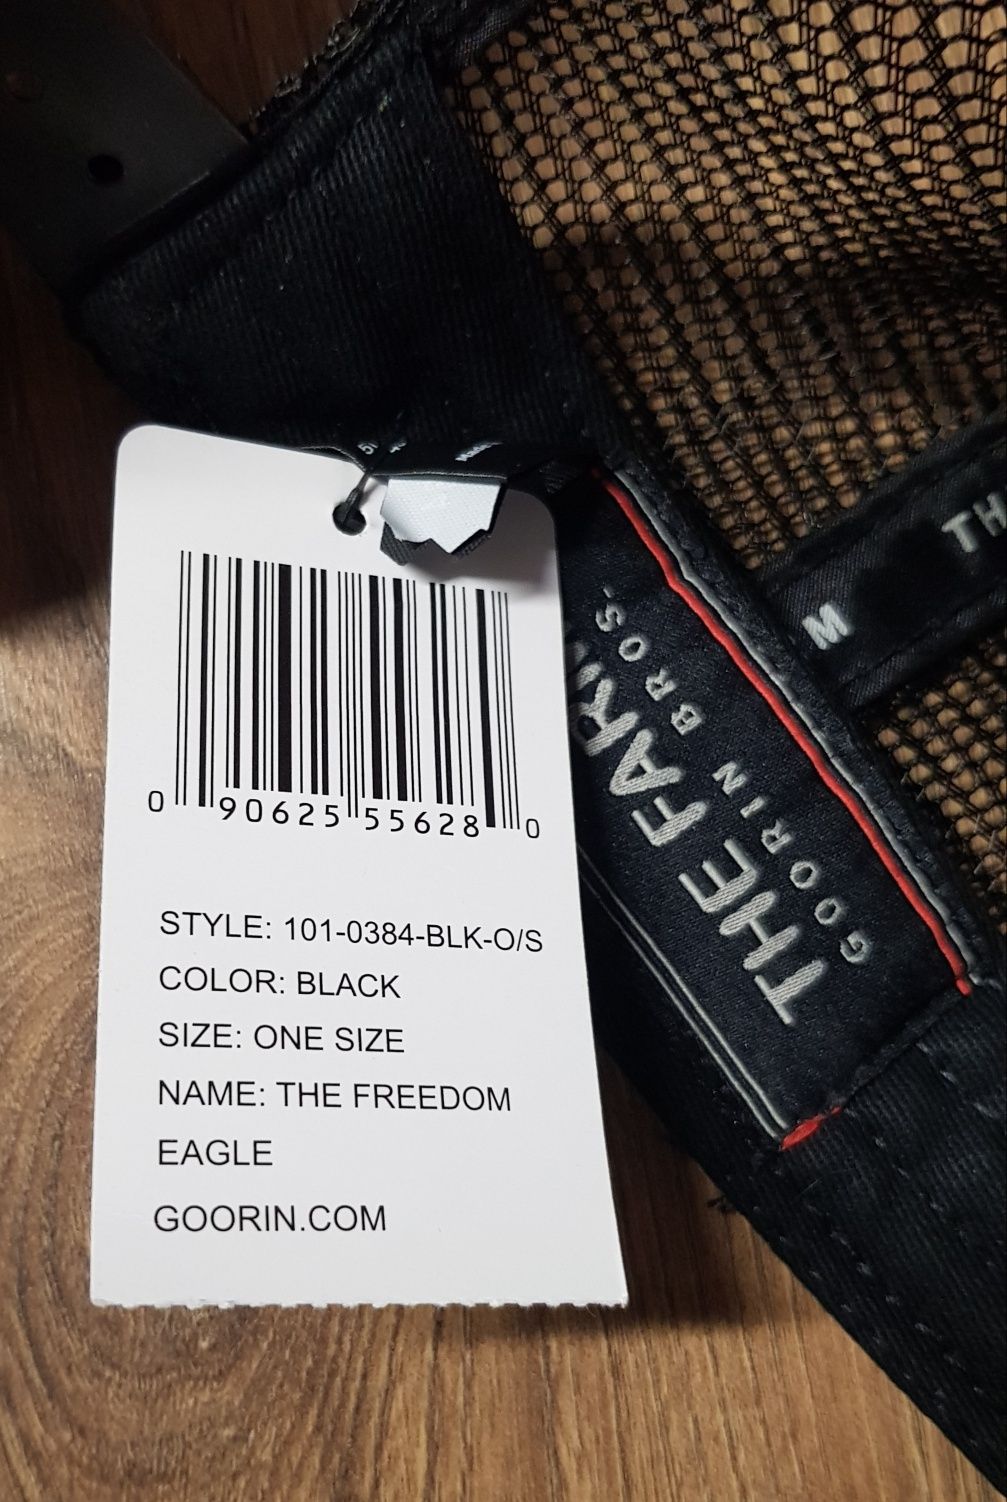 0 90625 55628 0
STYLE: 101-0384-BLK-O/S
COLOR: BLACK
SIZE: ONE SIZE
NAME: THE FREEDOM
EAGLE
GOORIN.COM
THE FAR
GOORIN BROS-
M TH